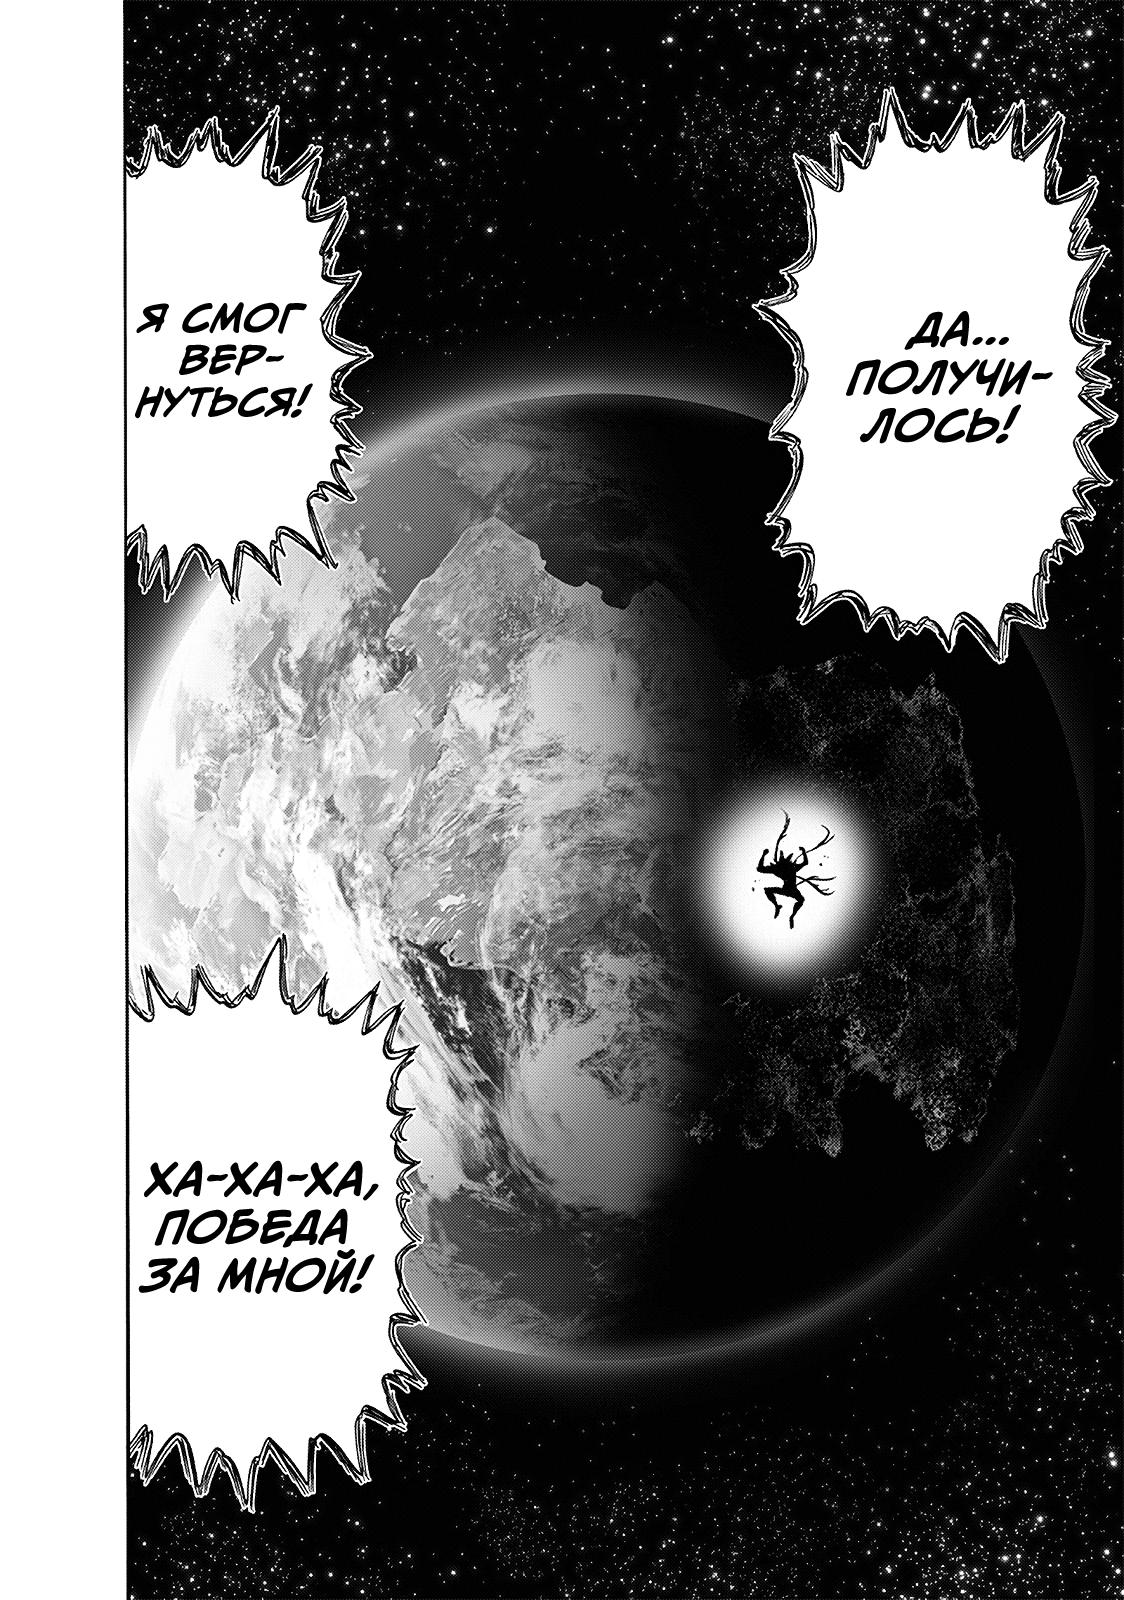 ДА...
ПОЛУЧИ-
ЛОСЬ!
Я СМОГ
ВЕР-
НУТЬСЯ!
ХА-ХА-ХА,
ПОБЕДА
ЗА МНОЙ!